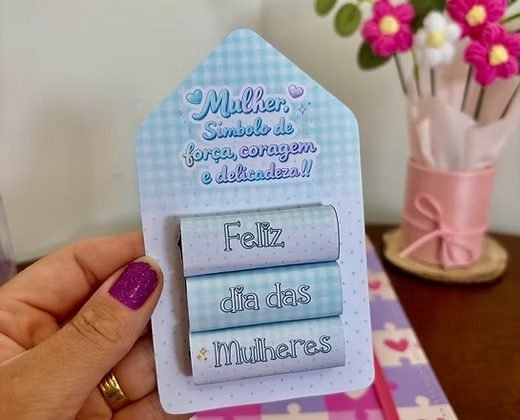 Mulher,
Símbolo de
força, coragem
e delicadeza!!
Feliz
dia das
Mulheres